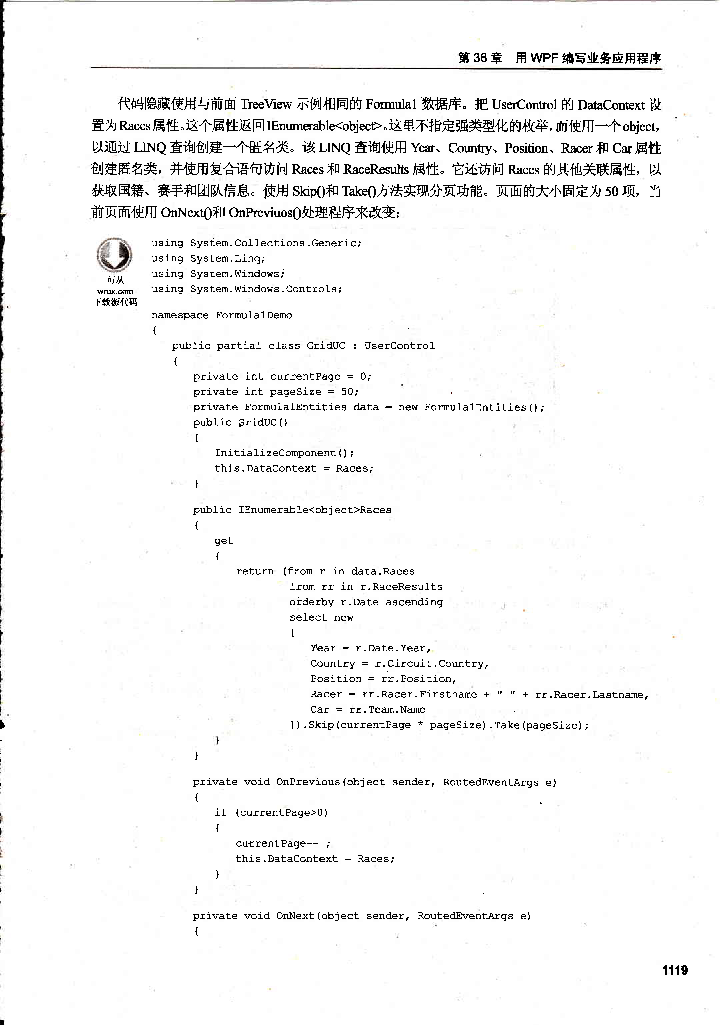 第 36 章 用 WPF 编写业务应用程序
代码隐藏使用与前面 TreeView 示例相同的 Formula1 数据库。把 UserControl 的 DataContext 设
置为 Races 属性。这个属性返回 IEnumerable<object>。这里不指定强类型化的枚举,而使用一个 object,
以通过 LINQ 查询创建一个匿名类。该 LINQ 查询使用 Year、Country、Position、Racer 和 Car 属性
创建匿名类,并使用复合语句访问 Races 和 RaceResults 属性。它还访问 Races 的其他关联属性,以
获取国籍、赛手和团队信息。使用 Skip()和 Take()方法实现分页功能。页面的大小固定为 50 项,当
前页面使用 OnNext()和 OnPreviuos()处理程序来改变:
可从
wrox.com
下载源代码
using System.Collections.Generic;
using System.Linq;
using System.Windows;
using System.Windows.Controls;
namespace Formula1Demo
{
public partial class GridUC : UserControl
{
private int currentPage = 0;
private int pageSize = 50;
private Formula1Entities data = new Formula1Entities();
public GridUC()
{
InitializeComponent();
this.DataContext = Races;
}
public IEnumerable<object>Races
{
get
{
return (from r in data.Races
from rr in r.RaceResults
orderby r.Date ascending
select new
{
Year = r.Date.Year,
Country = r.Circuit.Country,
Position = rr.Position,
Racer = rr.Racer.Firstname + " " + rr.Racer.Lastname,
Car = rr.Team.Name
}).Skip(currentPage * pageSize).Take(pageSize);
}
}
private void OnPrevious(object sender, RoutedEventArgs e)
{
if (currentPage>0)
{
currentPage-- ;
this.DataContext = Races;
}
}
private void OnNext(object sender, RoutedEventArgs e)
{
1119